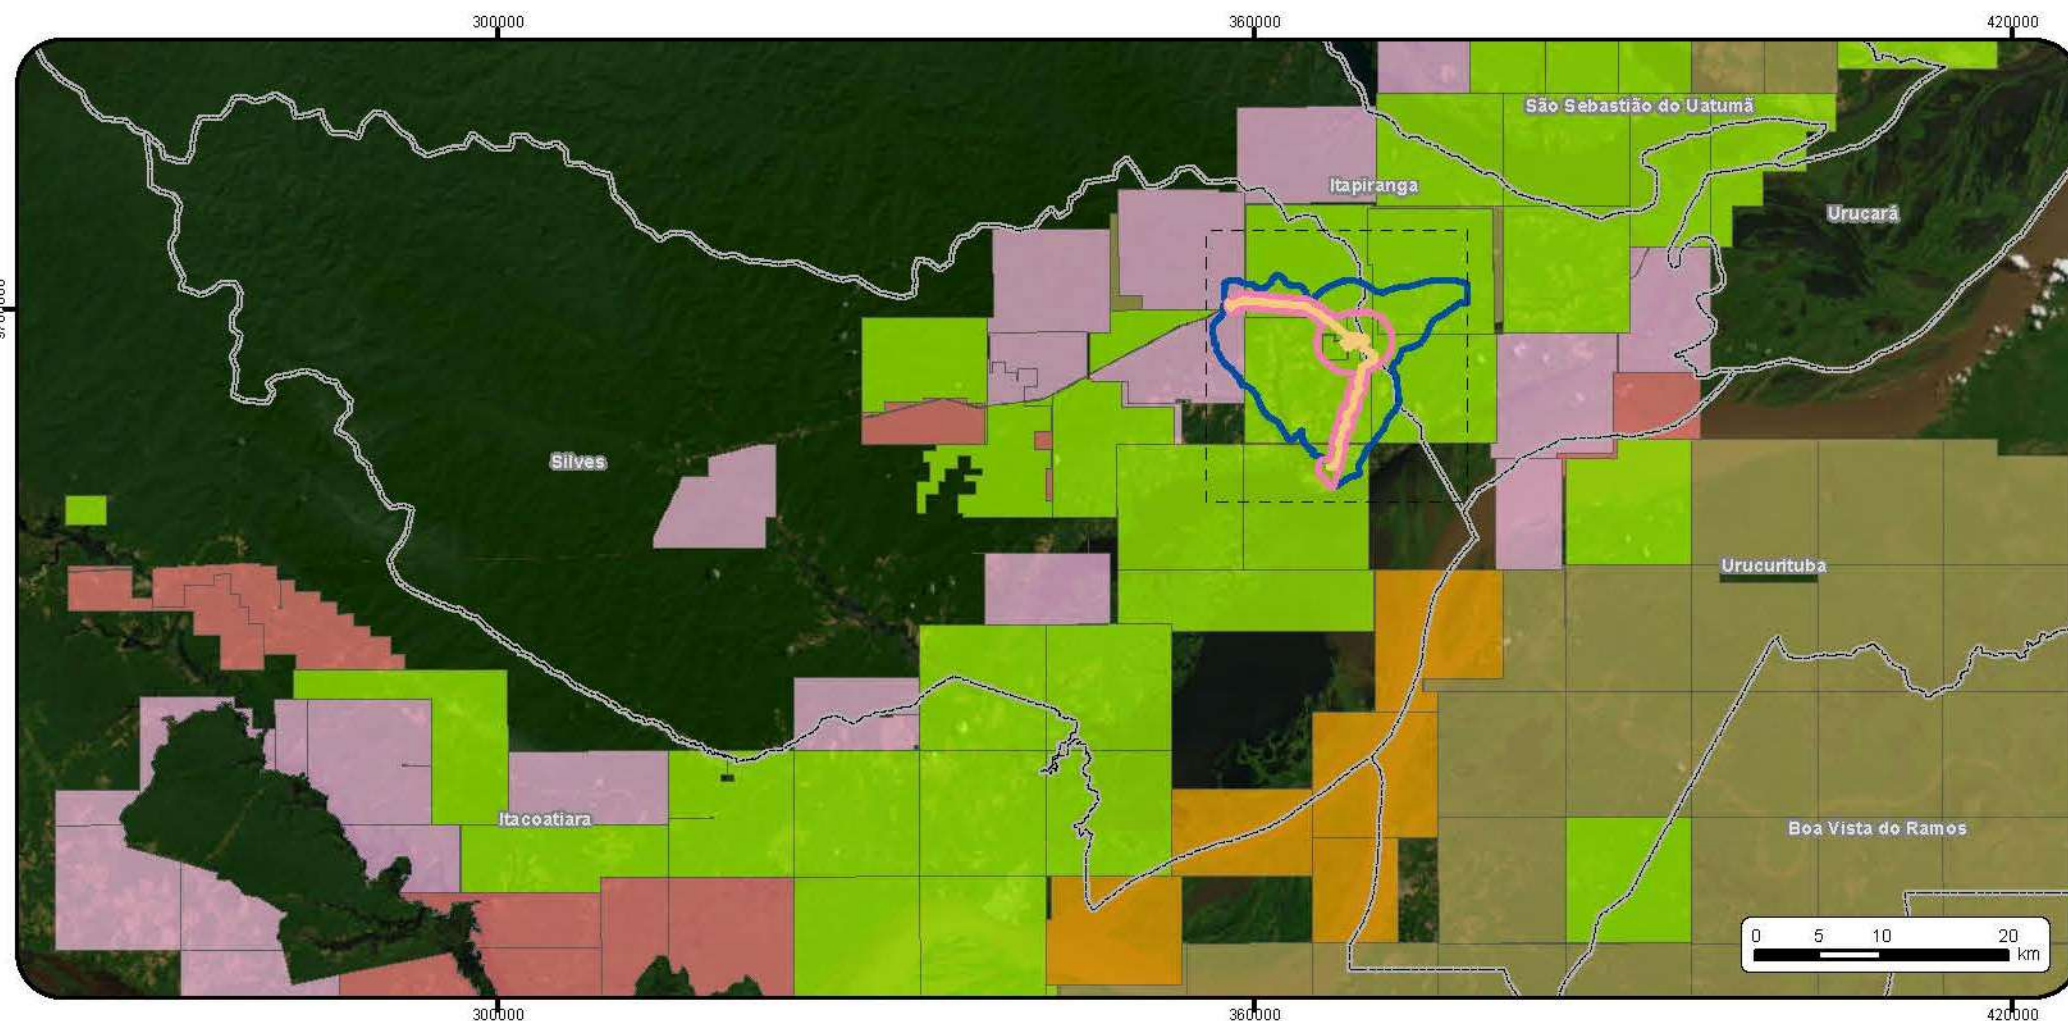 300000 360000 420000
São Sebastião do Uatumã
Itapiranga
Urucará
Silves
Urucurituba
Itacoatiara
Boa Vista do Ramos
0 5 10 20
km
300000 360000 420000